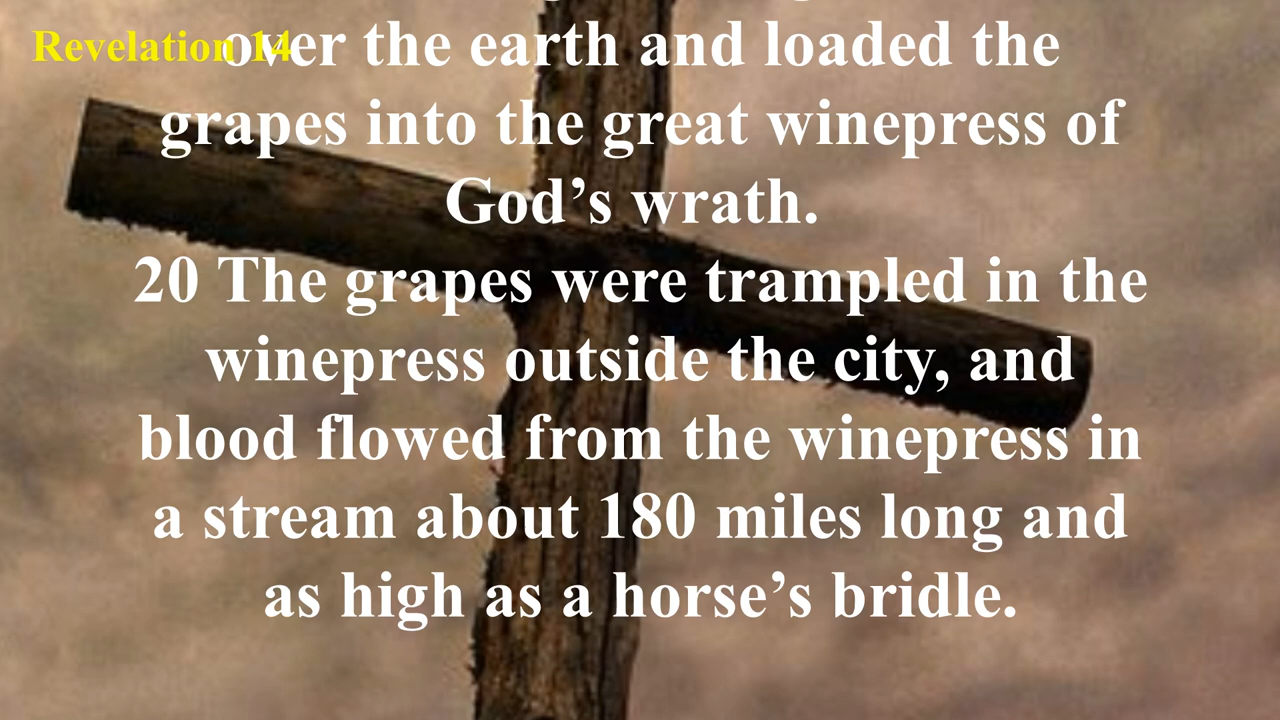 Revelation 14
over the earth and loaded the
grapes into the great winepress of
God’s wrath.
20 The grapes were trampled in the
winepress outside the city, and
blood flowed from the winepress in
a stream about 180 miles long and
as high as a horse’s bridle.